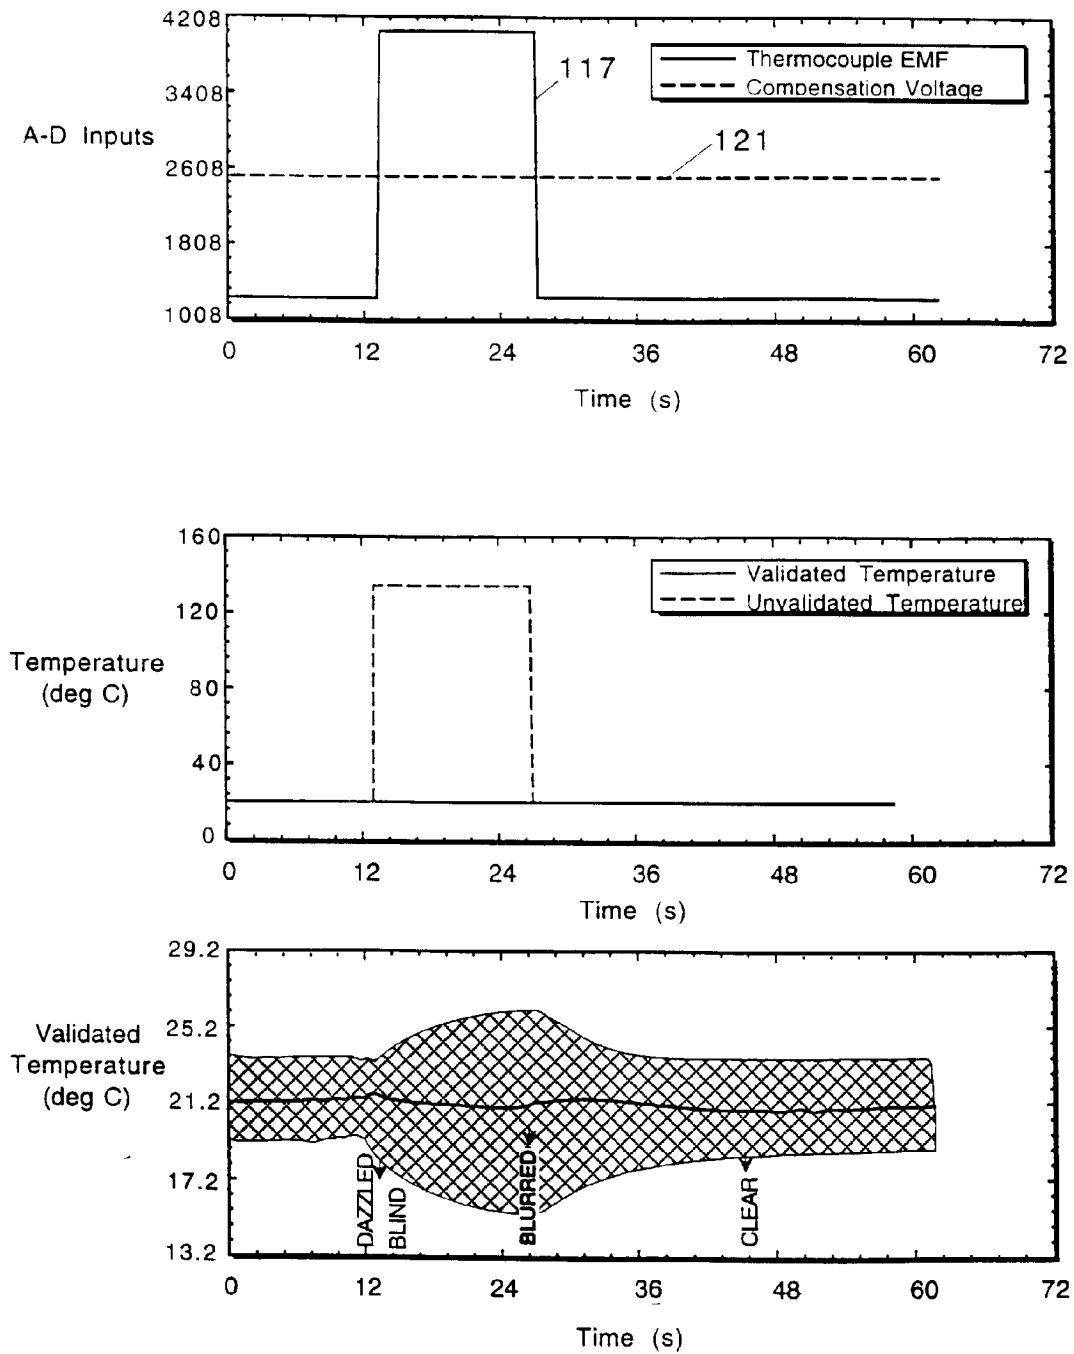 4208
3408
2608
1808
1008
A-D Inputs
Thermocouple EMF
Compensation Voltage
117
121
0 12 24 36 48 60 72
Time (s)
160
120
80
40
0
Temperature
(deg C)
Validated Temperature
Unvalidated Temperature
0 12 24 36 48 60 72
Time (s)
29.2
25.2
21.2
17.2
13.2
Validated
Temperature
(deg C)
DAZZLED
BLIND
BLURRED
CLEAR
0 12 24 36 48 60 72
Time (s)